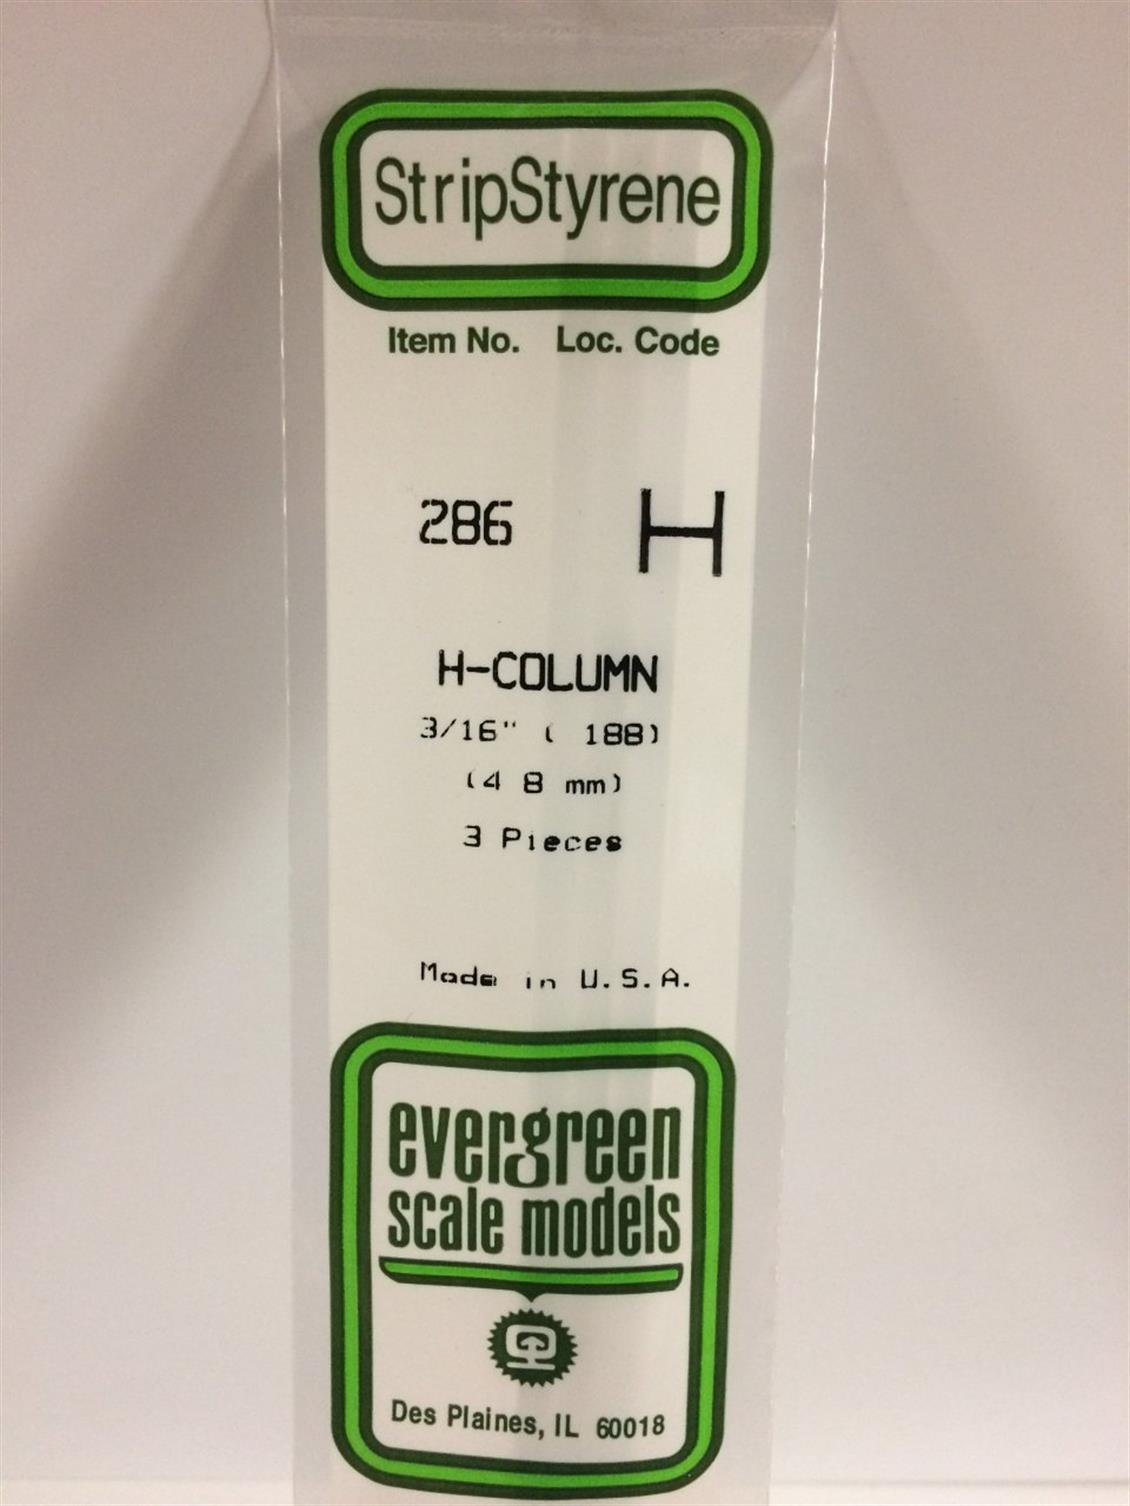 StripStyrene
Item No. Loc. Code
286 H
H-COLUMN
3/16" ( 188)
(4 8 mm)
3 Pieces
Made in U.S.A.
evergreen
scale models
Des Plaines, IL 60018